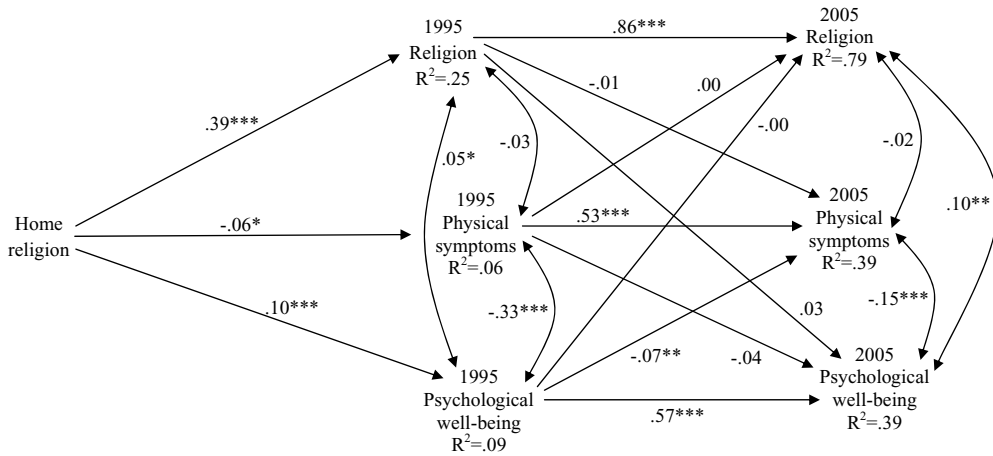 1995
Religion
R²=.25
.86***
2005
Religion
R²=.79
-.01
.00
-.00
.39***
.05*
-.03
-.02
Home
religion
-.06*
1995
Physical
symptoms
R²=.06
.53***
2005
Physical
symptoms
R²=.39
.10**
.10***
-.33***
-.07**
-.04
.03
-.15***
1995
Psychological
well-being
R²=.09
.57***
2005
Psychological
well-being
R²=.39